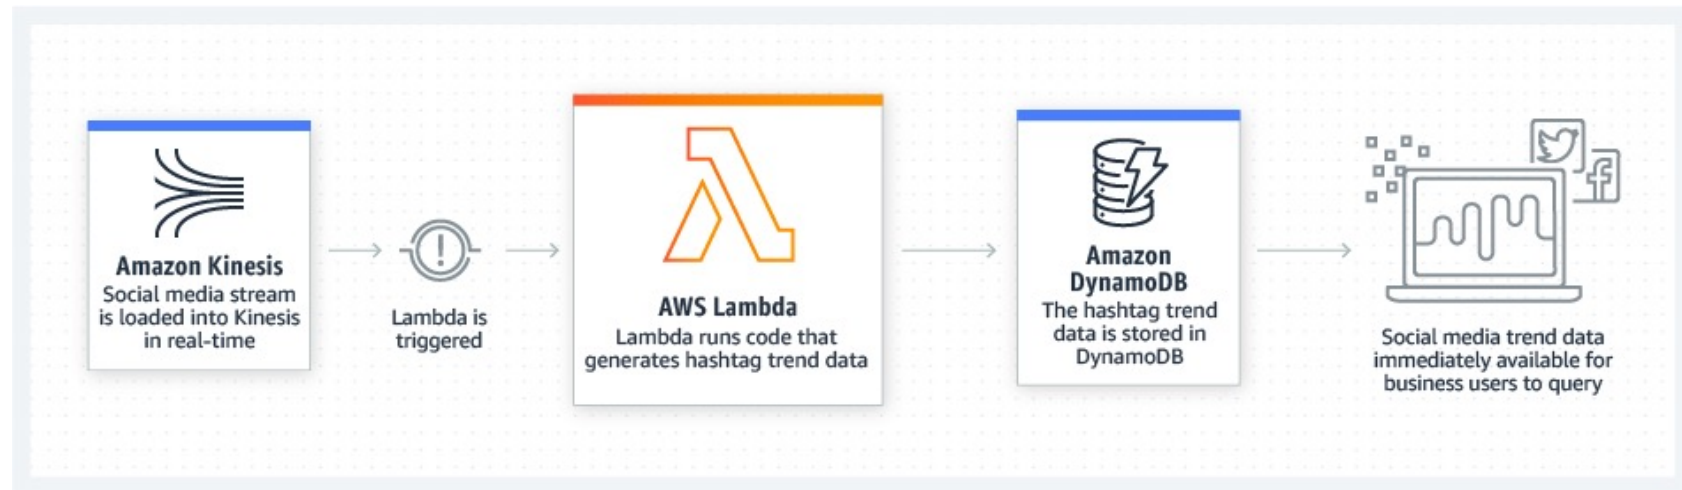 Amazon Kinesis
Social media stream
is loaded into Kinesis
in real-time
Lambda is
triggered
AWS Lambda
Lambda runs code that
generates hashtag trend data
Amazon
DynamoDB
The hashtag trend
data is stored in
DynamoDB
Social media trend data
immediately available for
business users to query